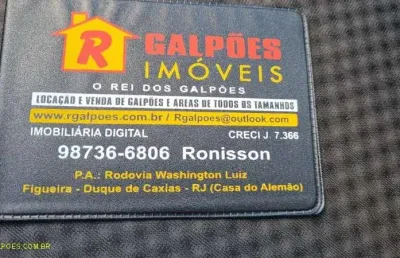 R GALPÕES
IMÓVEIS
O REI DOS GALPÕES
LOCAÇÃO E VENDA DE GALPÕES E AREAS DE TODOS OS TAMANHOS
www.rgalpoes.com.br / Rgalpoes@outlook.com
IMOBILIÁRIA DIGITAL CRECI J. 7.366
98736-6806 Ronisson
P.A.: Rodovia Washington Luiz
Figueira - Duque de Caxias - RJ (Casa do Alemão)
POES.COM.BR